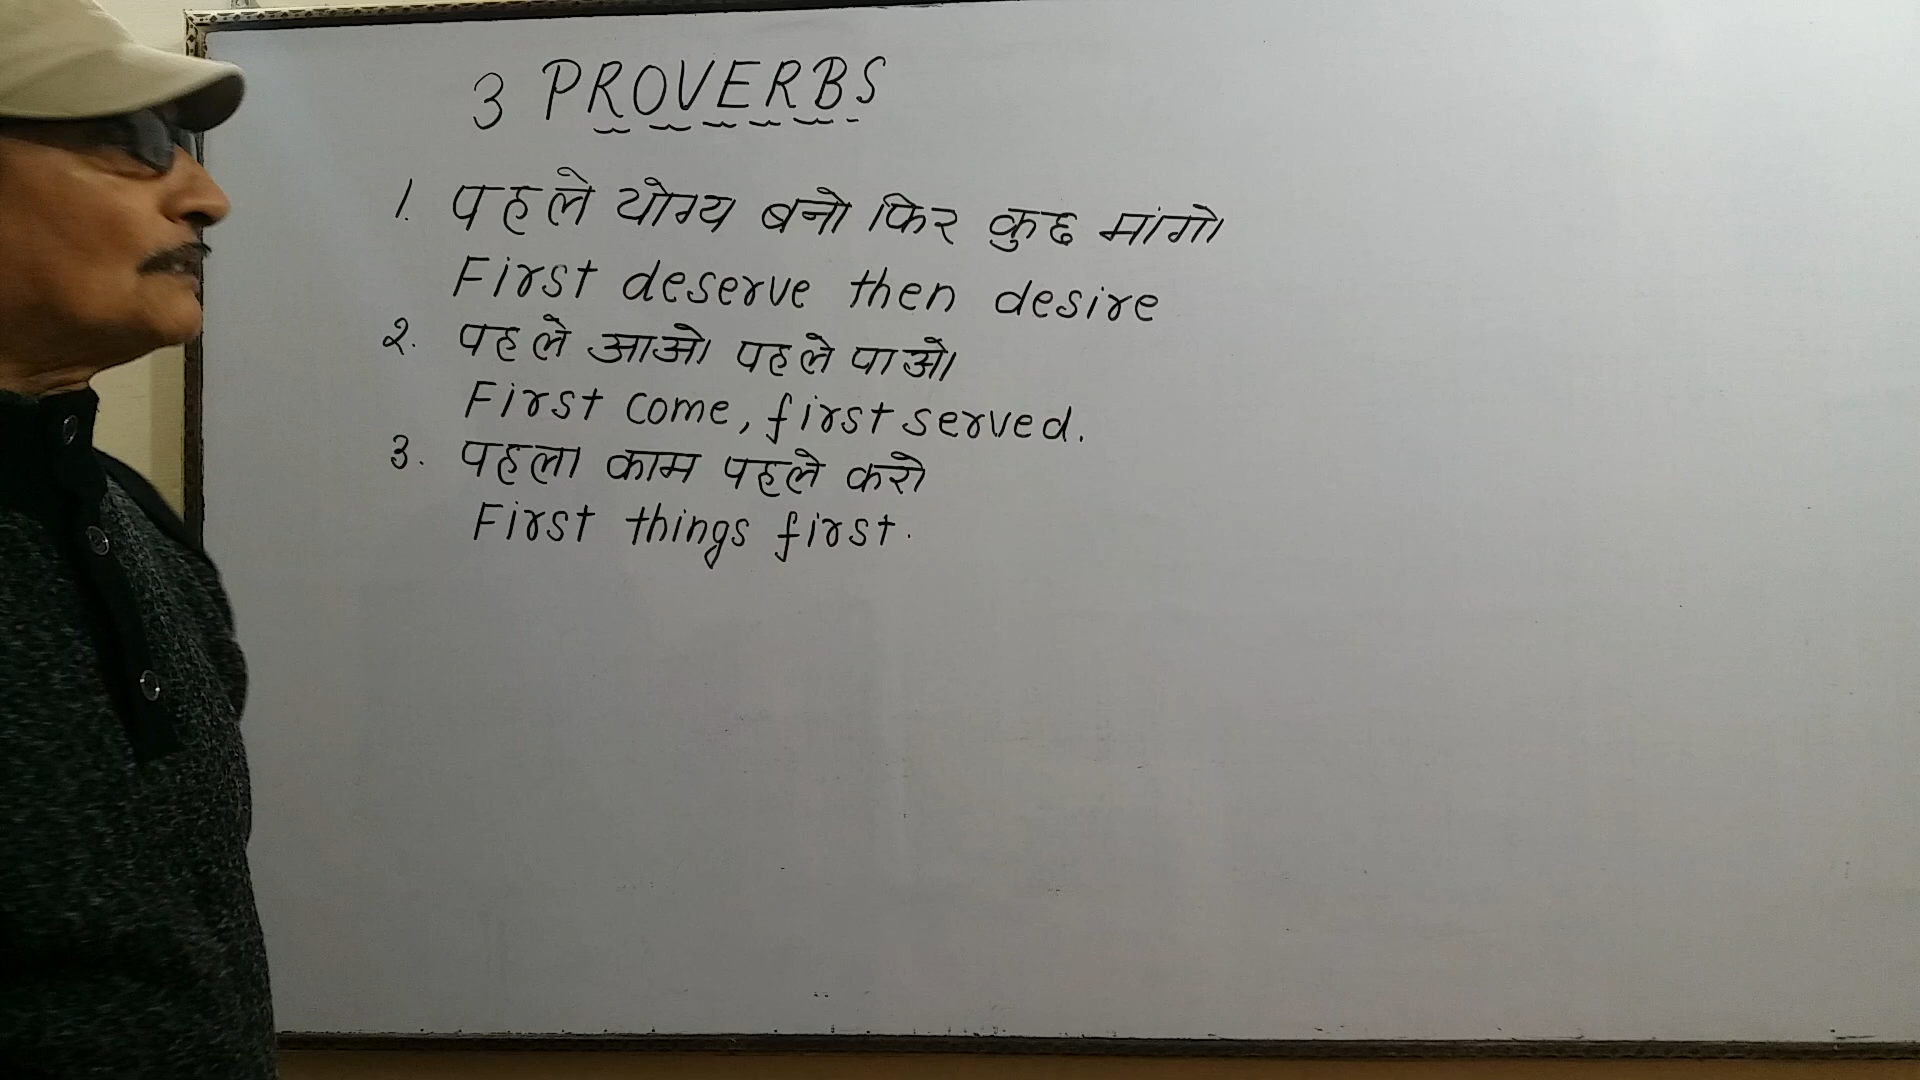 3 PROVERBS
1. पहले योग्य बनो फिर कुछ मांगो
First deserve then desire
२. पहले आओ पहले पाओ
First come, first served.
3. पहला काम पहले करो
First things first.